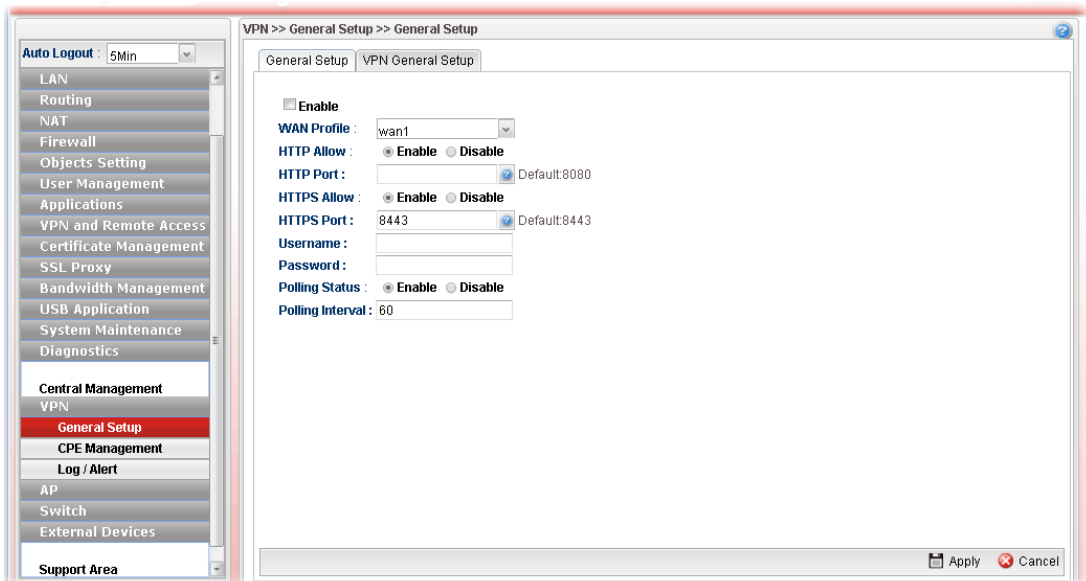 VPN >> General Setup >> General Setup
Auto Logout : 5Min
LAN
Routing
NAT
Firewall
Objects Setting
User Management
Applications
VPN and Remote Access
Certificate Management
SSL Proxy
Bandwidth Management
USB Application
System Maintenance
Diagnostics
Central Management
VPN
General Setup
CPE Management
Log / Alert
AP
Switch
External Devices
Support Area
General Setup VPN General Setup
Enable
WAN Profile : wan1
HTTP Allow : Enable Disable
HTTP Port : Default:8080
HTTPS Allow : Enable Disable
HTTPS Port : 8443 Default:8443
Username :
Password :
Polling Status : Enable Disable
Polling Interval : 60
Apply Cancel